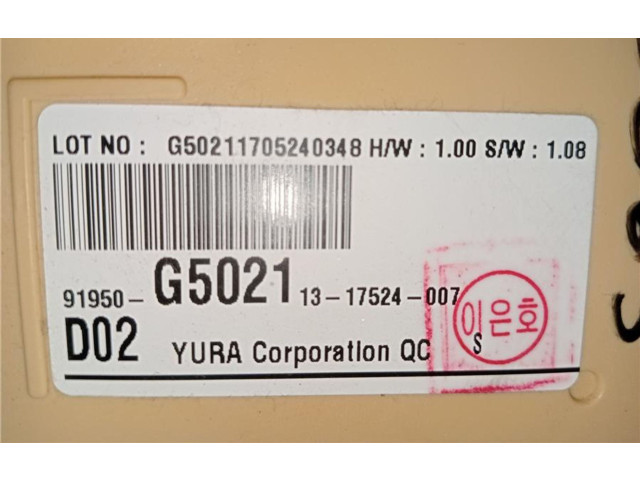 LOT NO : G50211705240348 H/W : 1.00 S/W : 1.08
91950-G5021 13-17524-007
D02 YURA Corporation QC S
이은호